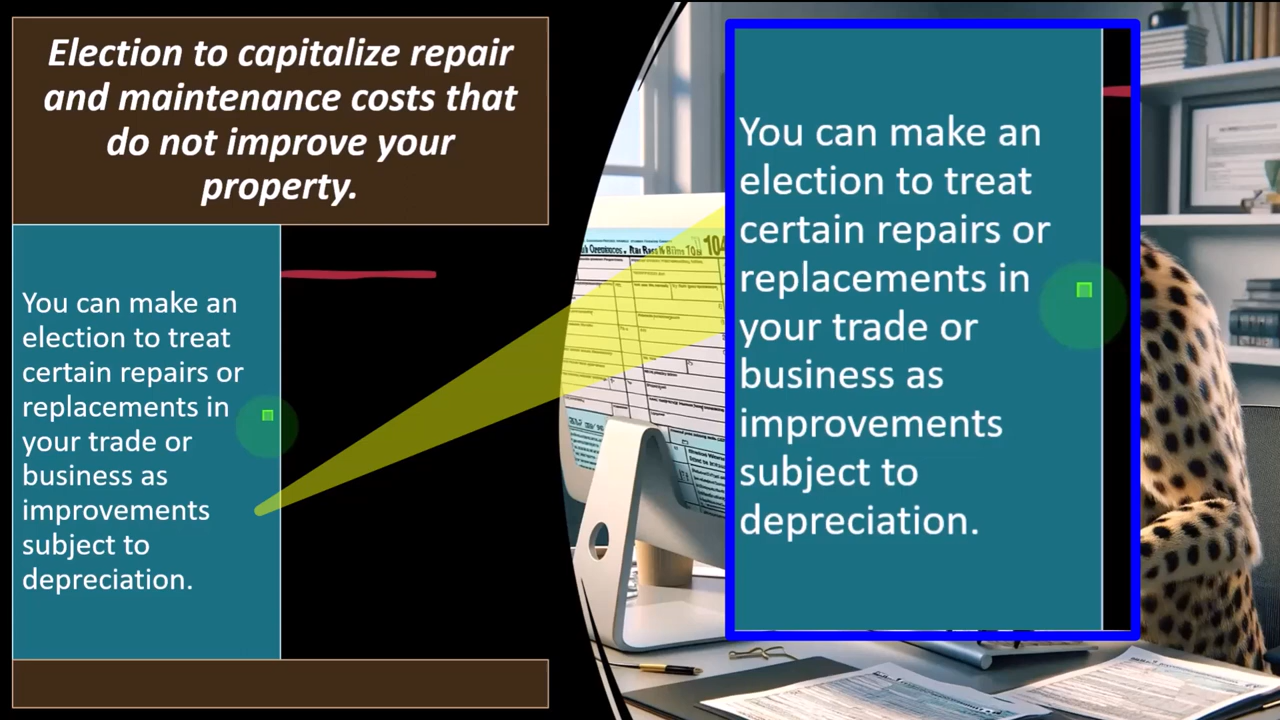 Election to capitalize repair
and maintenance costs that
do not improve your
property.
You can make an
election to treat
certain repairs or
replacements in
your trade or
business as
improvements
subject to
depreciation.
104
You can make an
election to treat
certain repairs or
replacements in
your trade or
business as
improvements
subject to
depreciation.